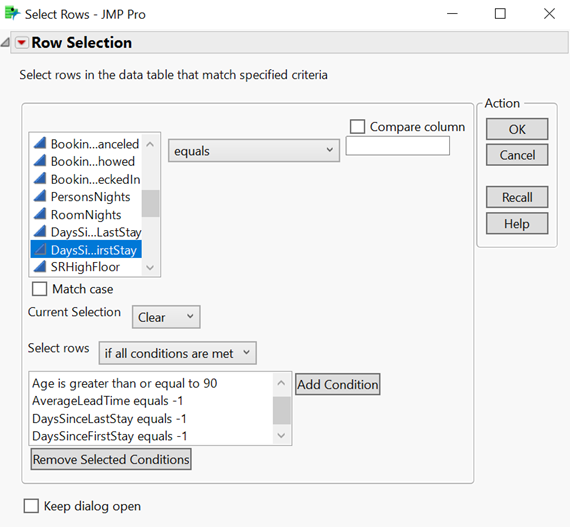 Select Rows - JMP Pro
Row Selection
Select rows in the data table that match specified criteria
Action
Compare column
OK
Cancel
Recall
Help
equals
Bookin...anceled
Bookin...howed
Bookin...eckedIn
PersonsNights
RoomNights
DaysSi...LastStay
DaysSi...irstStay
SRHighFloor
Match case
Current Selection Clear
Select rows if all conditions are met
Age is greater than or equal to 90
AverageLeadTime equals -1
DaysSinceLastStay equals -1
DaysSinceFirstStay equals -1
Add Condition
Remove Selected Conditions
Keep dialog open